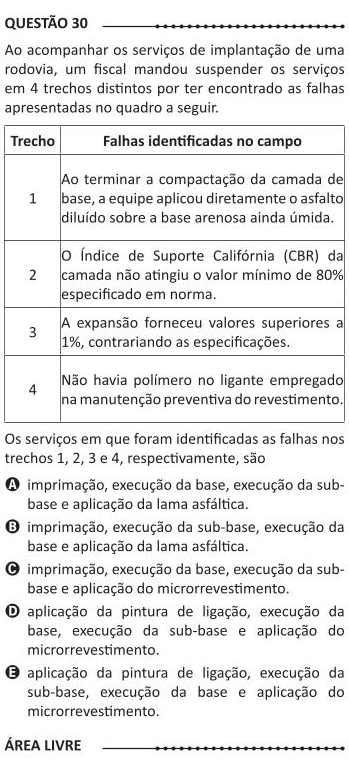 QUESTÃO 30
Ao acompanhar os serviços de implantação de uma
rodovia, um fiscal mandou suspender os serviços
em 4 trechos distintos por ter encontrado as falhas
apresentadas no quadro a seguir.
Trecho Falhas identificadas no campo
Ao terminar a compactação da camada de
1 base, a equipe aplicou diretamente o asfalto
diluído sobre a base arenosa ainda úmida.
O Índice de Suporte Califórnia (CBR) da
2 camada não atingiu o valor mínimo de 80%
especificado em norma.
3 A expansão forneceu valores superiores a
1%, contrariando as especificações.
4 Não havia polímero no ligante empregado
na manutenção preventiva do revestimento.
Os serviços em que foram identificadas as falhas nos
trechos 1, 2, 3 e 4, respectivamente, são
A imprimação, execução da base, execução da sub-
base e aplicação da lama asfáltica.
B imprimação, execução da sub-base, execução da
base e aplicação da lama asfáltica.
C imprimação, execução da base, execução da sub-
base e aplicação do microrrevestimento.
D aplicação da pintura de ligação, execução da
base, execução da sub-base e aplicação do
microrrevestimento.
E aplicação da pintura de ligação, execução da
sub-base, execução da base e aplicação do
microrrevestimento.
ÁREA LIVRE